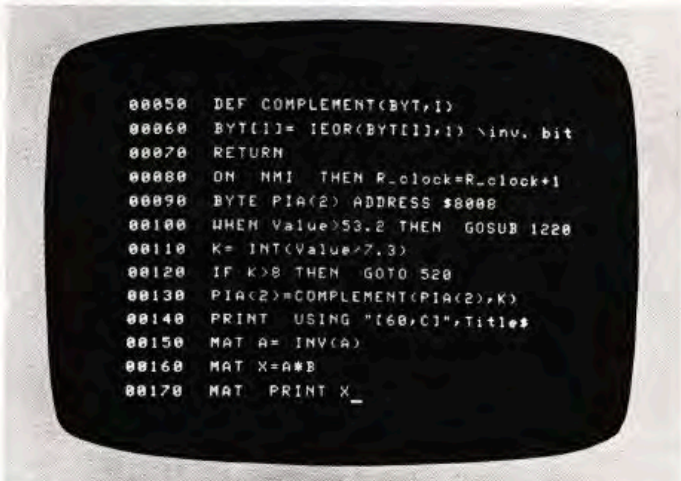 00050 DEF COMPLEMENT(BYT,I)
00060 BYT[I]= IEOR(BYT[I],1) \inv. bit
00070 RETURN
00080 ON NMI THEN R_clock=R_clock+1
00090 BYTE PIA(2) ADDRESS $8008
00100 WHEN Value>53.2 THEN GOSUB 1220
00110 K= INT(Value/7.3)
00120 IF K>8 THEN GOTO 520
00130 PIA(2)=COMPLEMENT(PIA(2),K)
00140 PRINT USING "[60,C]",Title$
00150 MAT A= INV(A)
00160 MAT X=A*B
00170 MAT PRINT X_